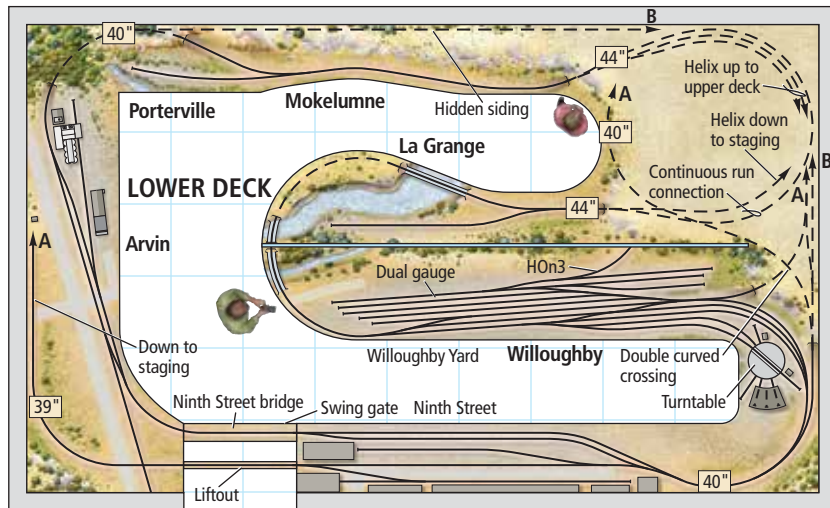 40"
B
44"
Helix up to
upper deck
Porterville
Mokelumne
Hidden siding
A
40"
Helix down
to staging
La Grange
Continuous run
connection
B
A
LOWER DECK
44"
A
Arvin
Dual gauge
HOn3
Down to
staging
Willoughby Yard
Willoughby
Double curved
crossing
Turntable
39"
Ninth Street bridge
Swing gate
Ninth Street
40"
Liftout